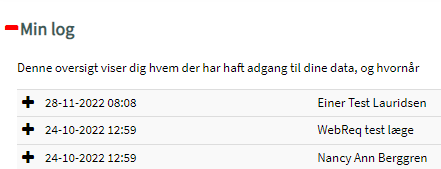 Min log
Denne oversigt viser dig hvem der har haft adgang til dine data, og hvornår
28-11-2022 08:08 Einer Test Lauridsen
24-10-2022 12:59 WebReq test læge
24-10-2022 12:59 Nancy Ann Berggren